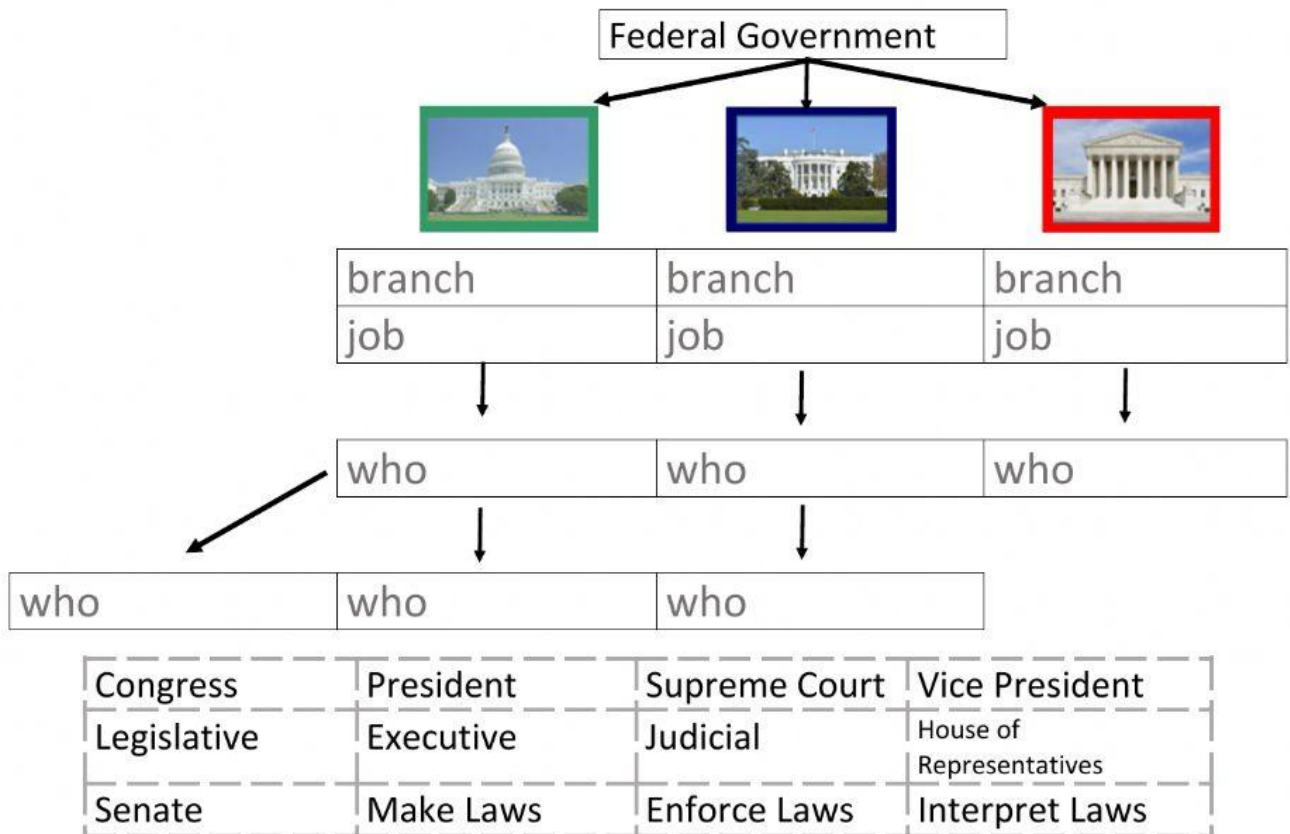 Federal Government
branch branch branch
job job job
who who who
who who who
Congress President Supreme Court Vice President
Legislative Executive Judicial House of
Representatives
Senate Make Laws Enforce Laws Interpret Laws